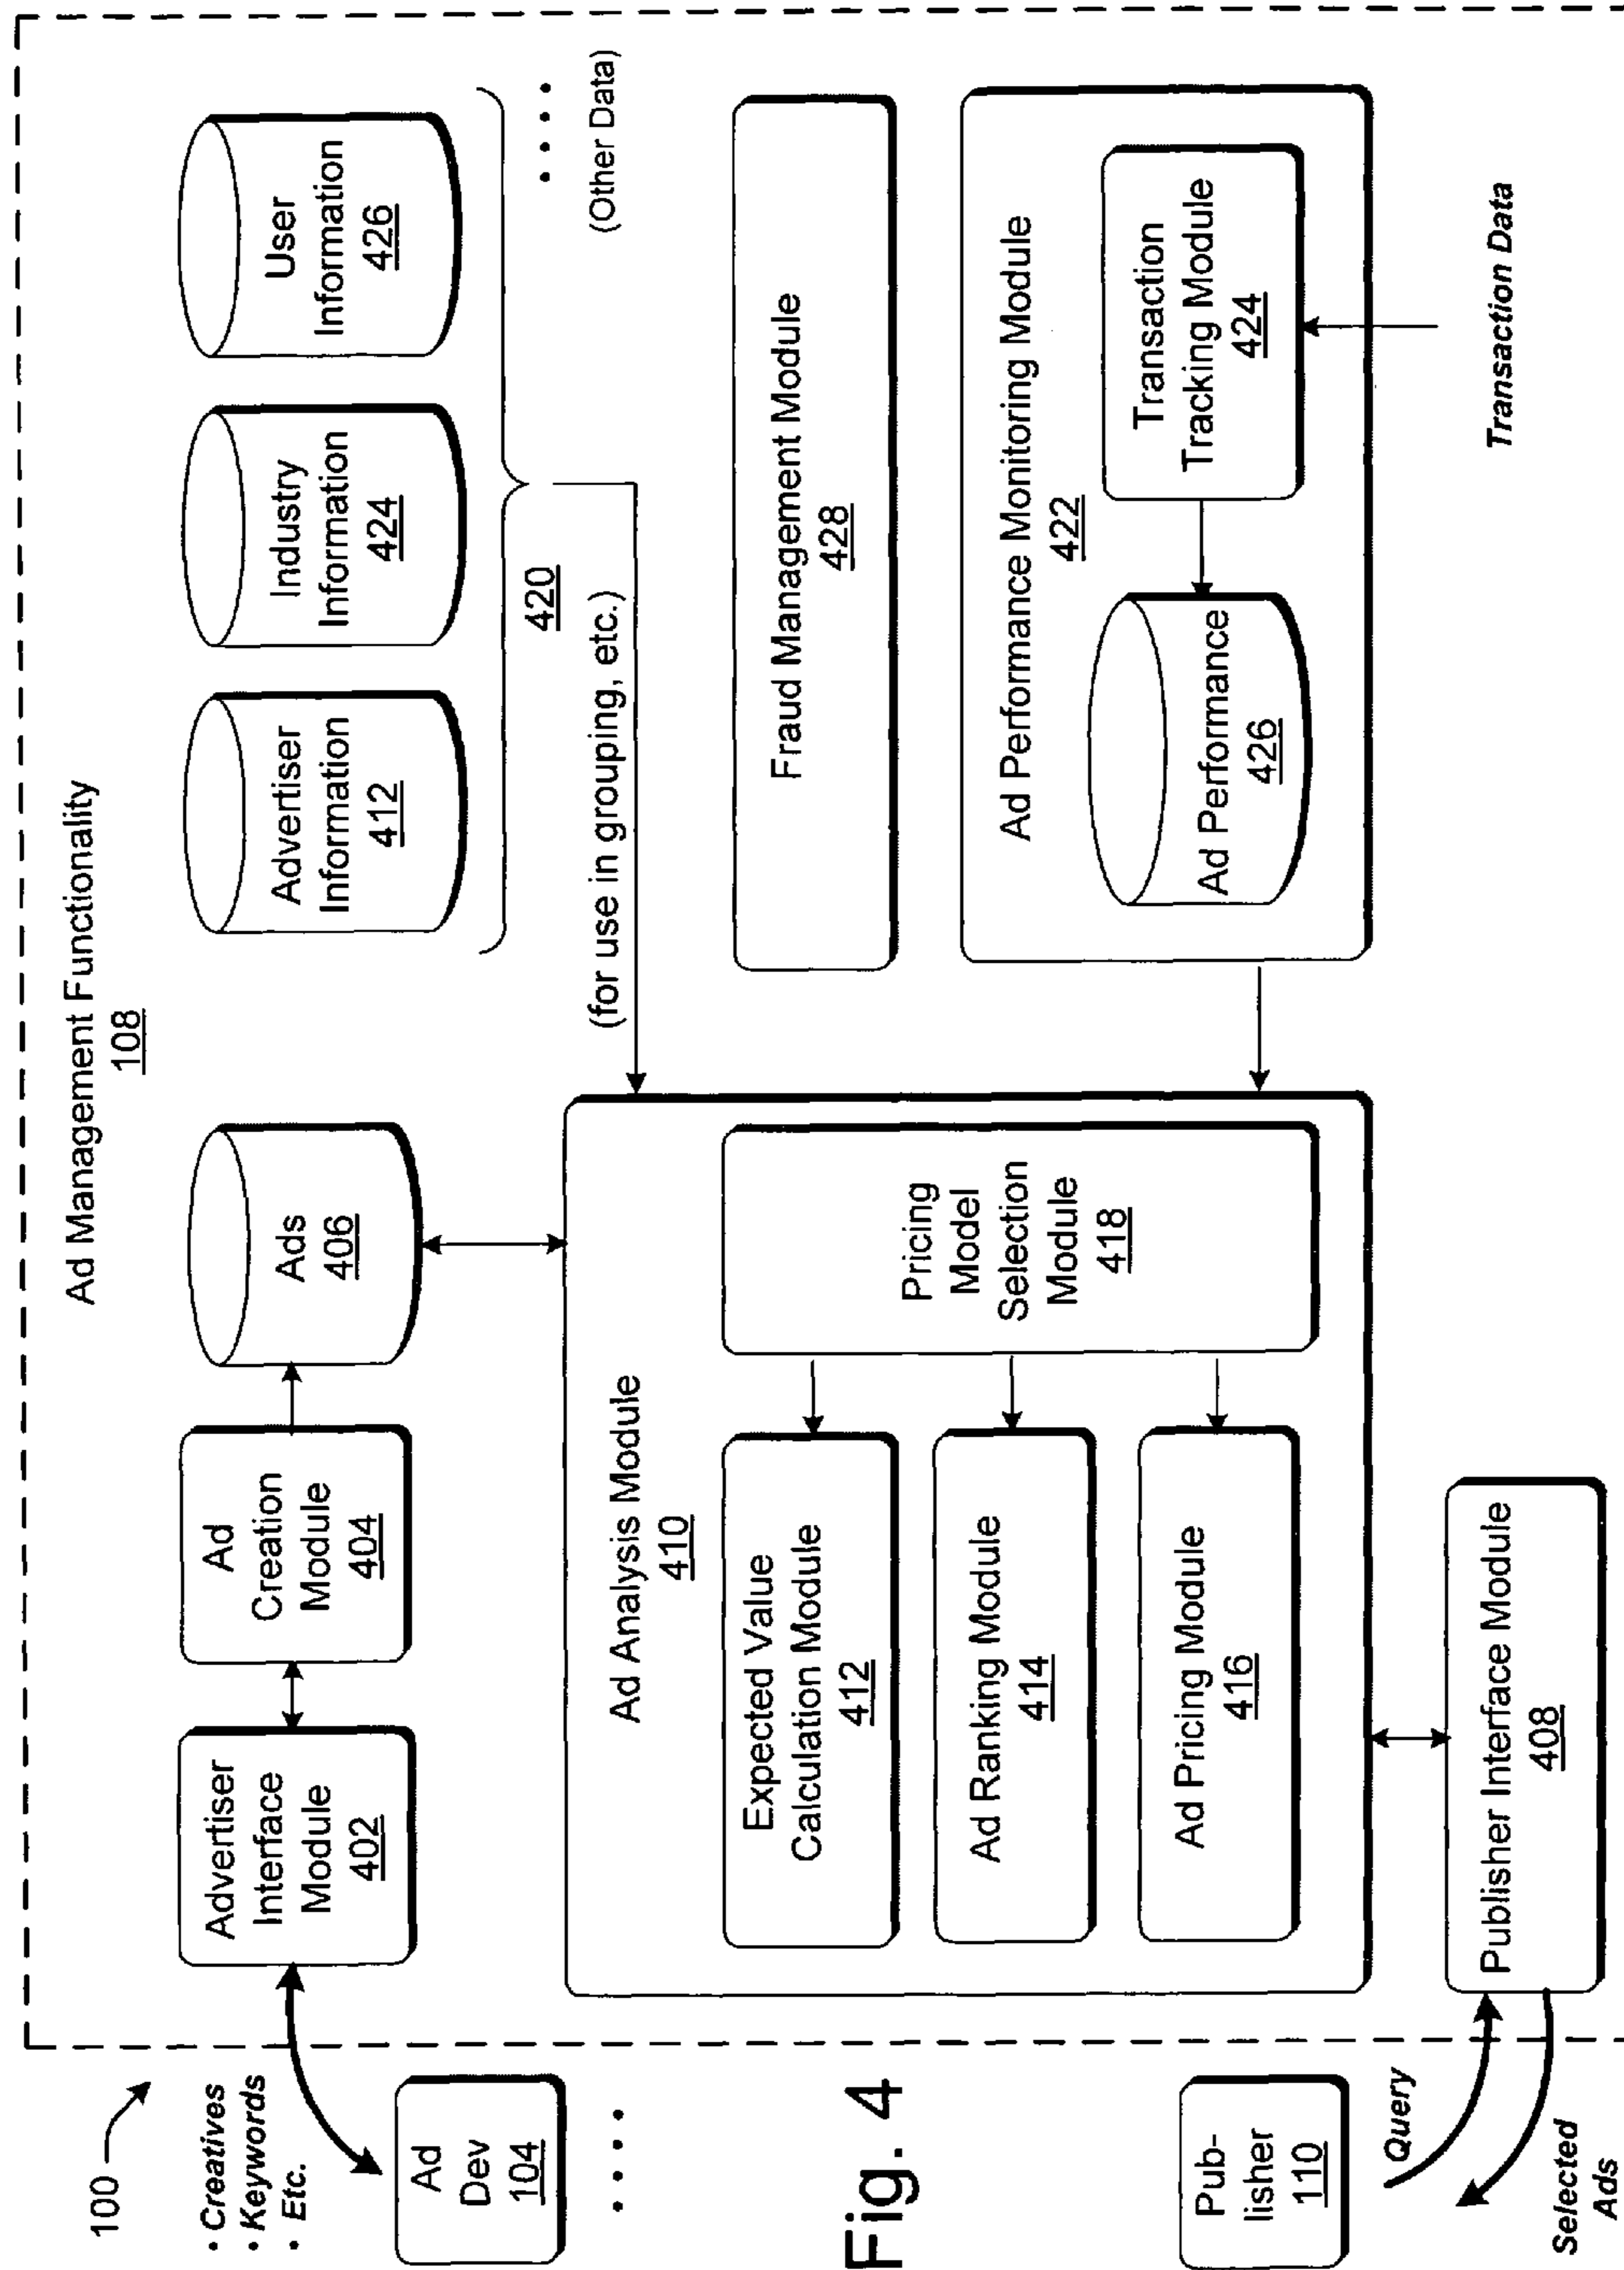 Ad Management Functionality
108
100
• Creatives
• Keywords
• Etc.
Ad
Dev
104
• • • •
Advertiser
Interface
Module
402
Ad
Creation
Module
404
Ads
406
Advertiser
Information
412
Industry
Information
424
User
Information
426
420
• • • •
(Other Data)
(for use in grouping, etc.)
Fig. 4
Ad Analysis Module
410
Expected Value
Calculation Module
412
Ad Ranking Module
414
Ad Pricing Module
416
Pricing
Model
Selection
Module
418
Fraud Management Module
428
Ad Performance Monitoring Module
422
Ad Performance
426
Transaction
Tracking Module
424
Transaction Data
Pub-
lisher
110
Query
Selected
Ads
Publisher Interface Module
408